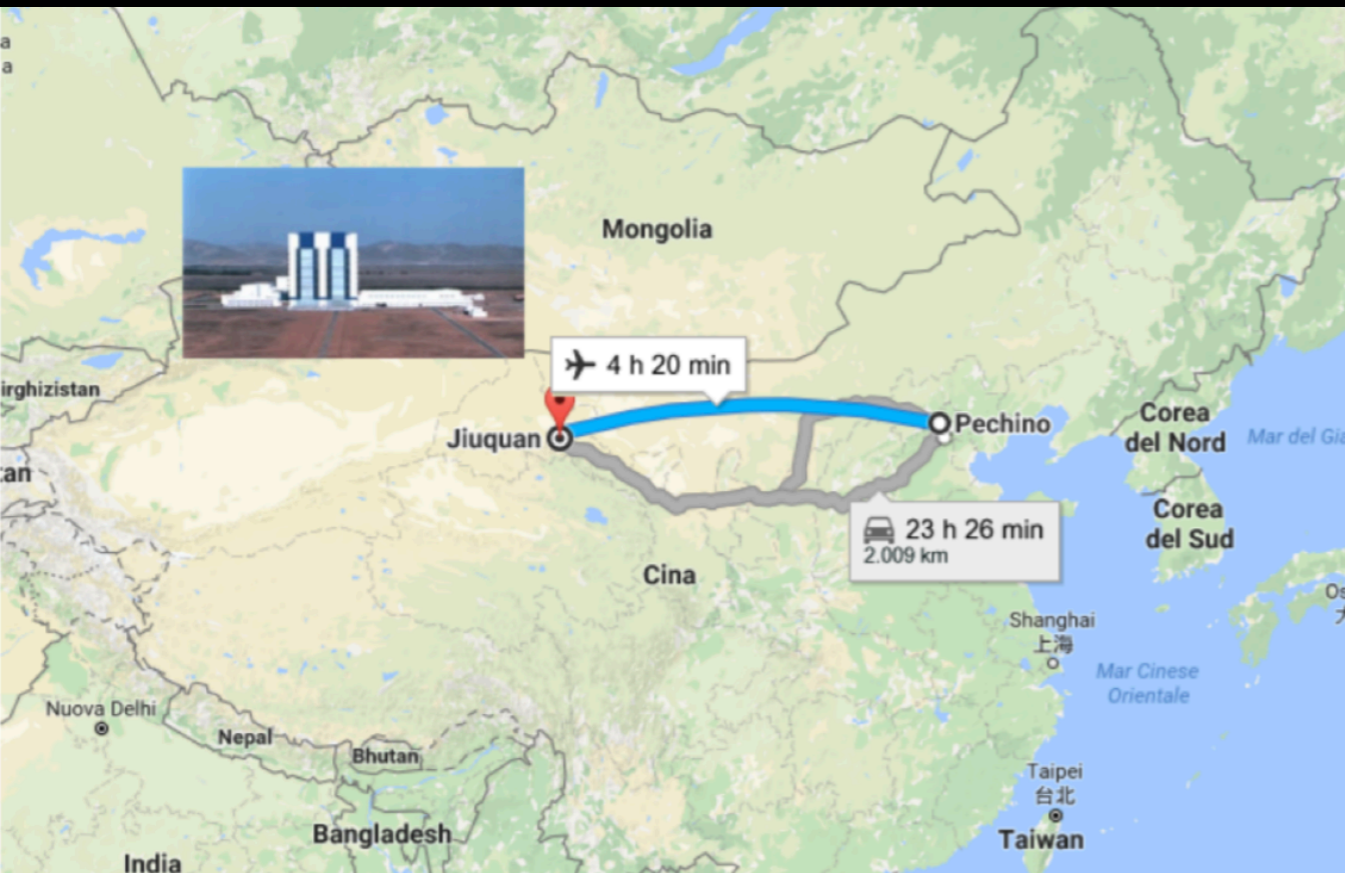 a
a
Mongolia
irghizistan
4 h 20 min
Jiuquan
Pechino
Corea
del Nord
Mar del Gia
tan
Corea
del Sud
23 h 26 min
2.009 km
Cina
Os
Shanghai
上海
Mar Cinese
Orientale
Nuova Delhi
Nepal
Bhutan
Taipei
台北
Taiwan
Bangladesh
India